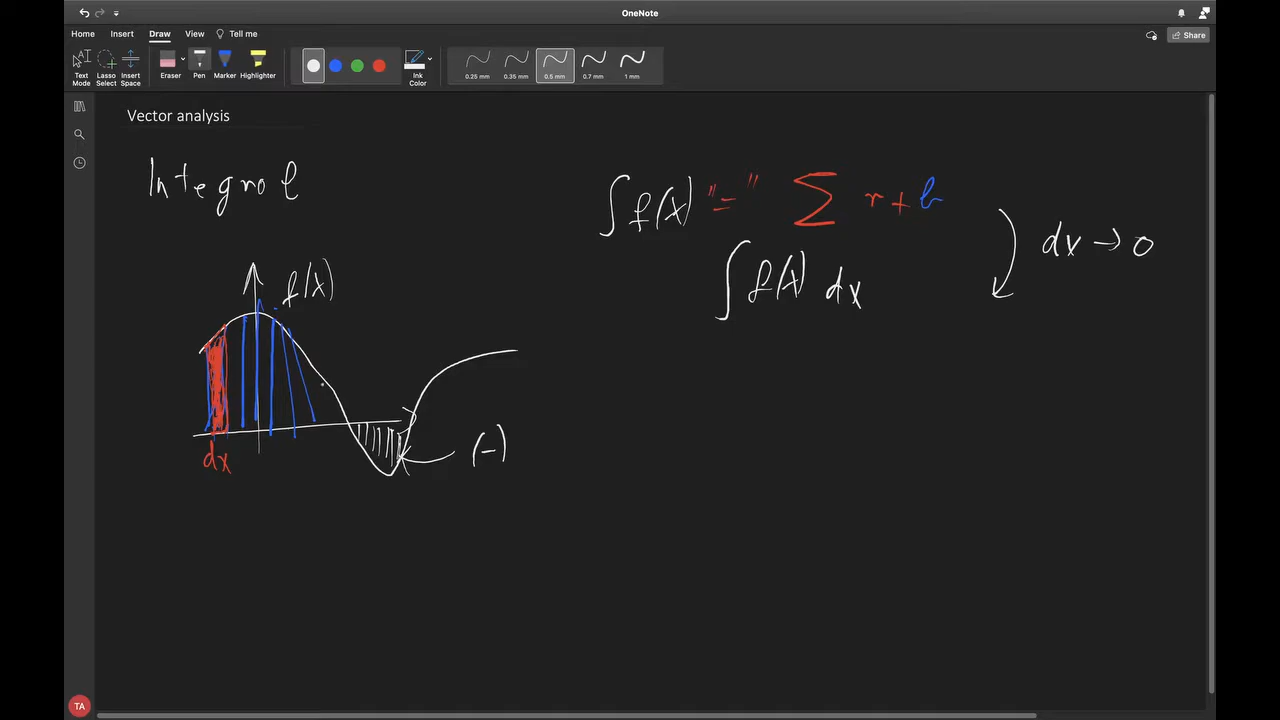 OneNote
Home Insert Draw View Tell me
Share
Text Mode Lasso Select Insert Space Eraser Pen Marker Highlighter Ink Color 0.25 mm 0.35 mm 0.5 mm 0.7 mm 1 mm
Vector analysis
Integral
∫ f(x) "=" ∑ r + b
dx → 0
∫ f(x) dx
f(x)
(-)
dx
TA